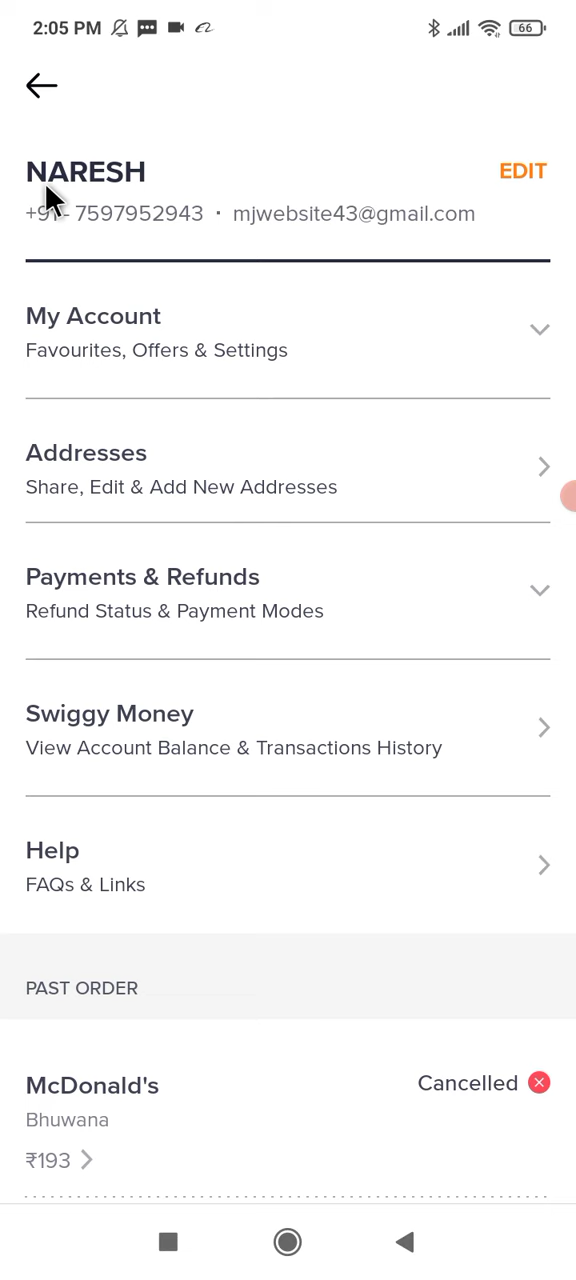 2:05 PM
66
NARESH
EDIT
+91 - 7597952943 · mjwebsite43@gmail.com
My Account
Favourites, Offers & Settings
Addresses
Share, Edit & Add New Addresses
Payments & Refunds
Refund Status & Payment Modes
Swiggy Money
View Account Balance & Transactions History
Help
FAQs & Links
PAST ORDER
McDonald's
Cancelled
Bhuwana
₹193